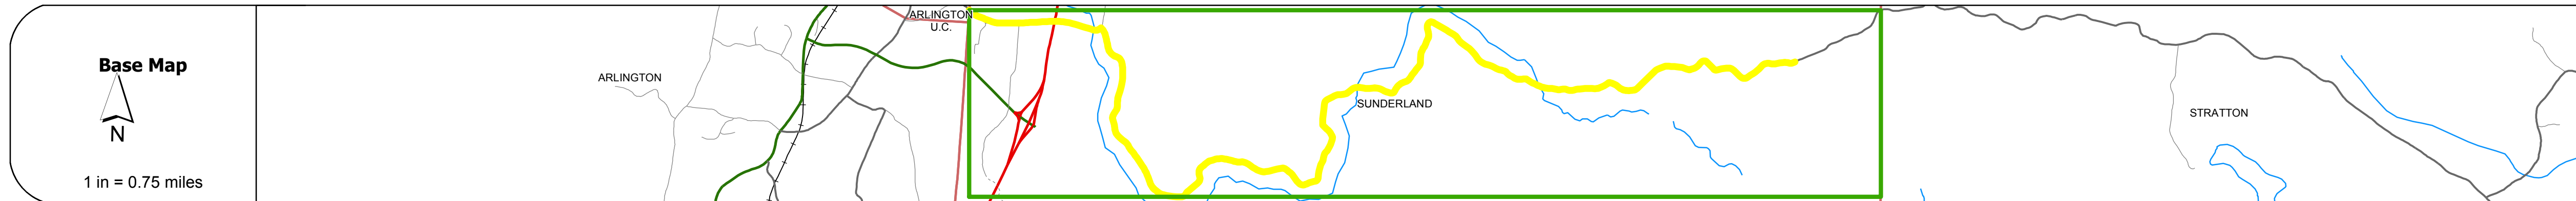 Base Map
N
1 in = 0.75 miles
ARLINGTON
ARLINGTON
U.C.
SUNDERLAND
STRATTON